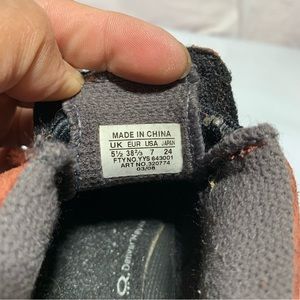 MADE IN CHINA
UK EUR USA JAPAN
5½ 38⅔ 7 24
FTY NO. YYS 643001
ART NO. 320774
03/08